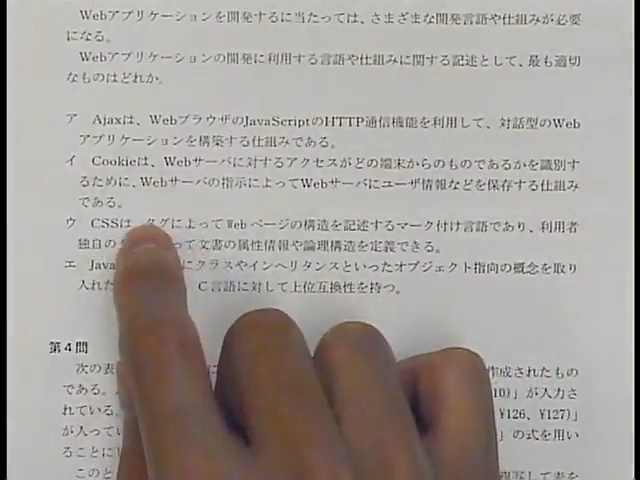 Webアプリケーションを開発するに当たっては、さまざまな開発言語や仕組みが必要
になる。
Webアプリケーションの開発に利用する言語や仕組みに関する記述として、最も適切
なものはどれか。
ア Ajaxは、WebブラウザのJavaScriptのHTTP通信機能を利用して、対話型のWeb
アプリケーションを構築する仕組みである。
イ Cookieは、Webサーバに対するアクセスがどの端末からのものであるかを識別す
るために、Webサーバの指示によってWebサーバにユーザ情報などを保存する仕組み
である。
ウ CSSは、タグによってWebページの構造を記述するマーク付け言語であり、利用者
独自の って文書の属性情報や論理構造を定義できる。
エ Java にクラスやインヘリタンスといったオブジェクト指向の概念を取り
入れた C言語に対して上位互換性を持つ。
第4問
次の表 作成されたもの
である。 10)」が入力さ
れている。 ¥126、¥127)」
が入ってい 」の式を用い
ることに
このと